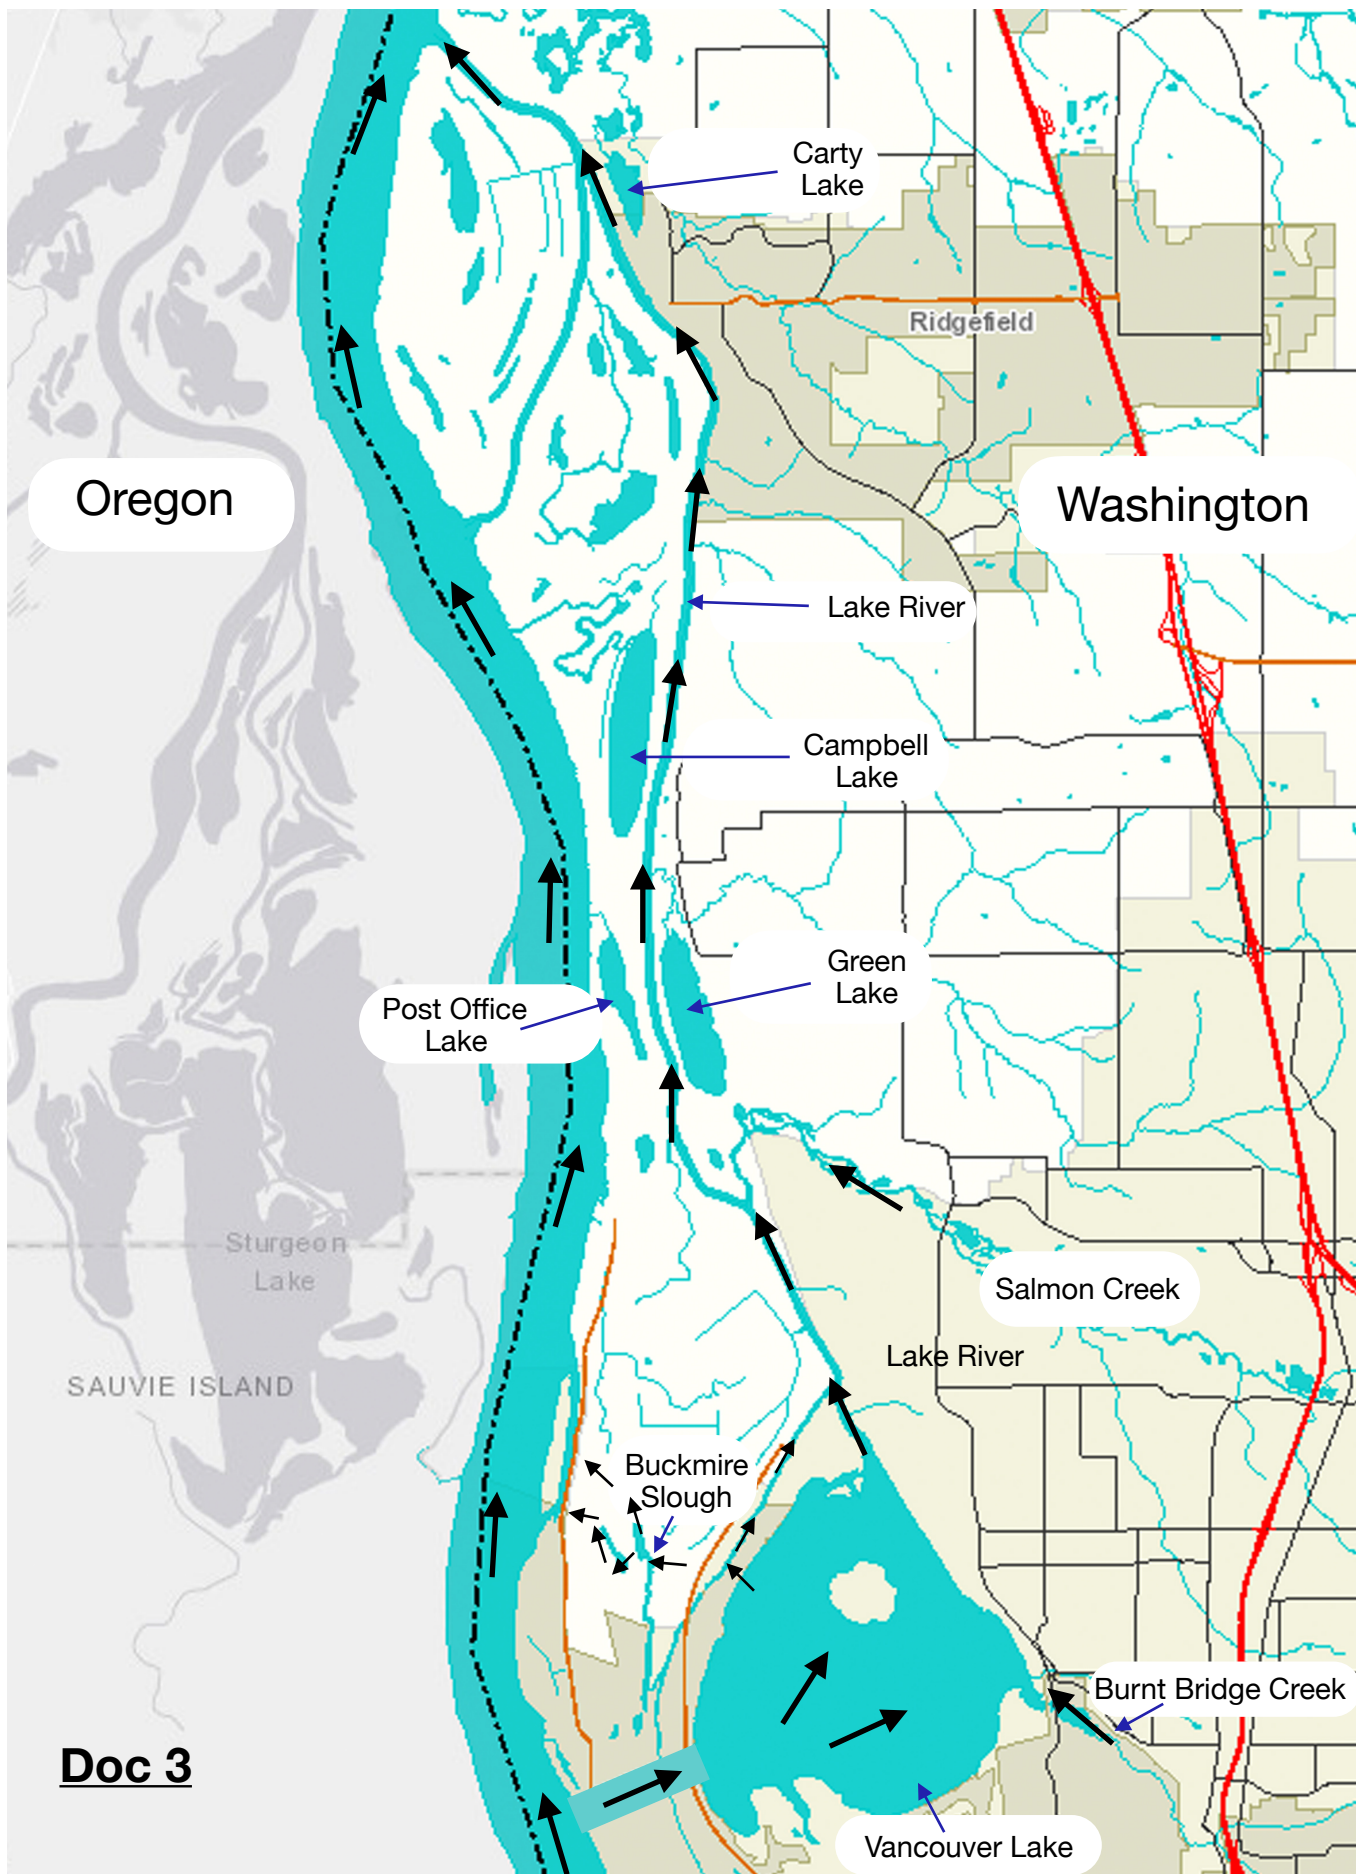 Carty
Lake
Ridgefield
Oregon
Washington
Lake River
Campbell
Lake
Green
Lake
Post Office
Lake
Sturgeon
Lake
Salmon Creek
Lake River
SAUVIE ISLAND
Buckmire
Slough
Burnt Bridge Creek
Doc 3
Vancouver Lake